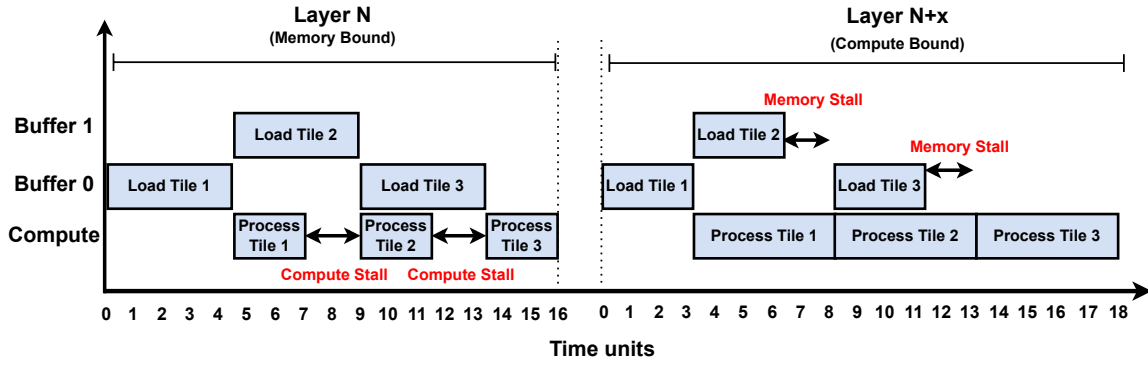 Layer N
(Memory Bound)
Layer N+x
(Compute Bound)
Memory Stall
Buffer 1
Load Tile 2
Load Tile 2
Memory Stall
Buffer 0
Load Tile 1
Load Tile 3
Load Tile 1
Load Tile 3
Compute
Process
Tile 1
Process
Tile 2
Process
Tile 3
Process Tile 1
Process Tile 2
Process Tile 3
Compute Stall
Compute Stall
0 1 2 3 4 5 6 7 8 9 10 11 12 13 14 15 16
0 1 2 3 4 5 6 7 8 9 10 11 12 13 14 15 16 17 18
Time units